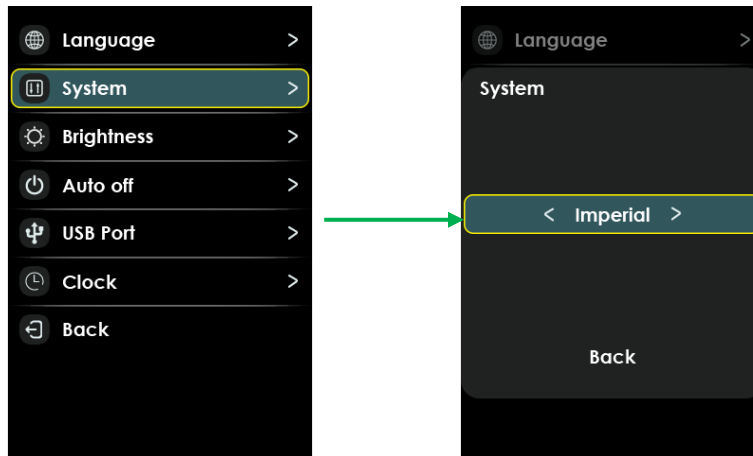 Language >
System >
Brightness >
Auto off >
USB Port >
Clock >
Back
Language >
System
< Imperial >
Back